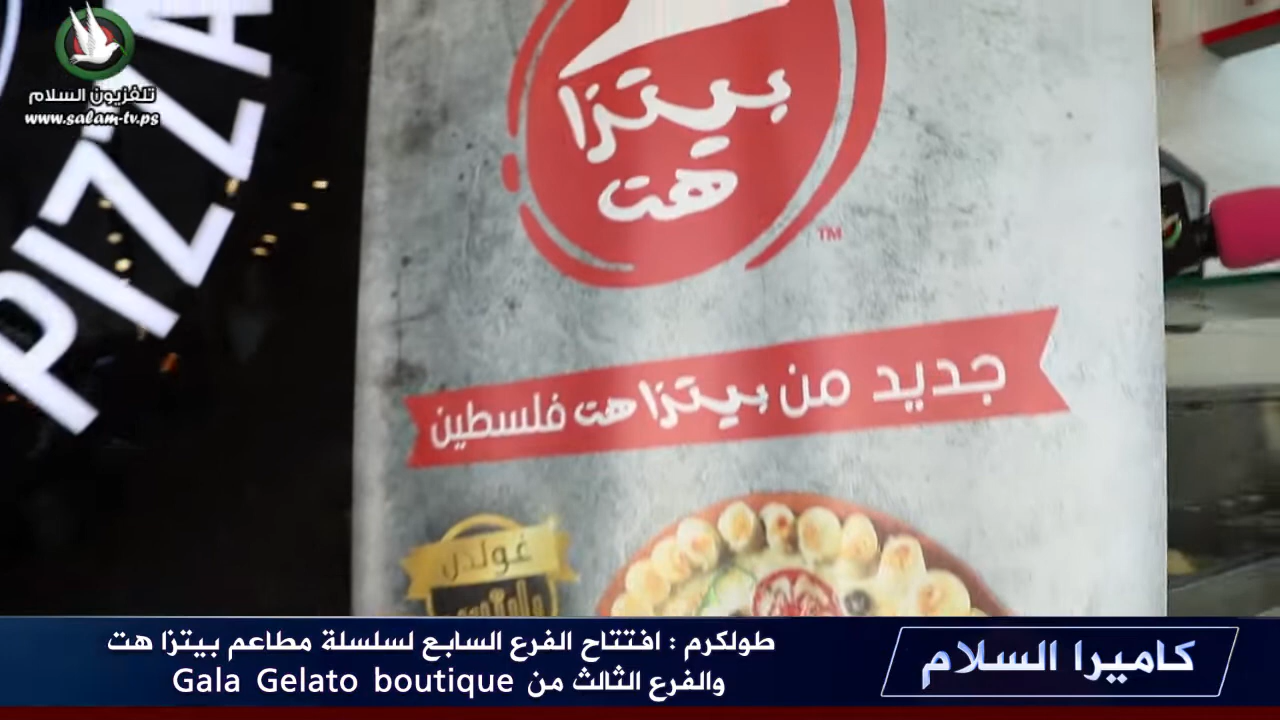 تلفزيون السلام
www.salam-tv.ps
PIZZA
بيتزا
هت
TM
جديد من بيتزا هت فلسطين
غولدن
طولكرم : افتتاح الفرع السابع لسلسلة مطاعم بيتزا هت
والفرع الثالث من Gala Gelato boutique
كاميرا السلام